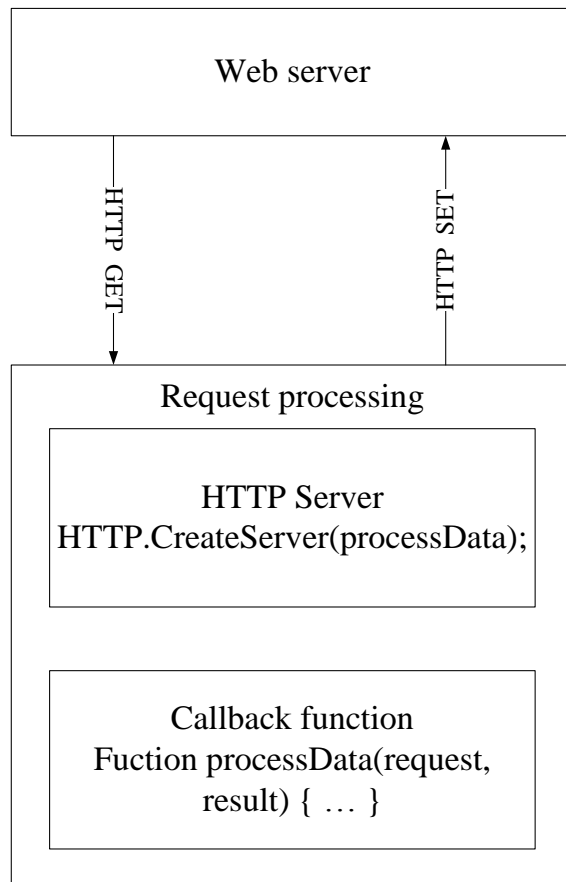 Web server
HTTP GET
HTTP SET
Request processing
HTTP Server
HTTP.CreateServer(processData);
Callback function
Fuction processData(request,
result) { … }